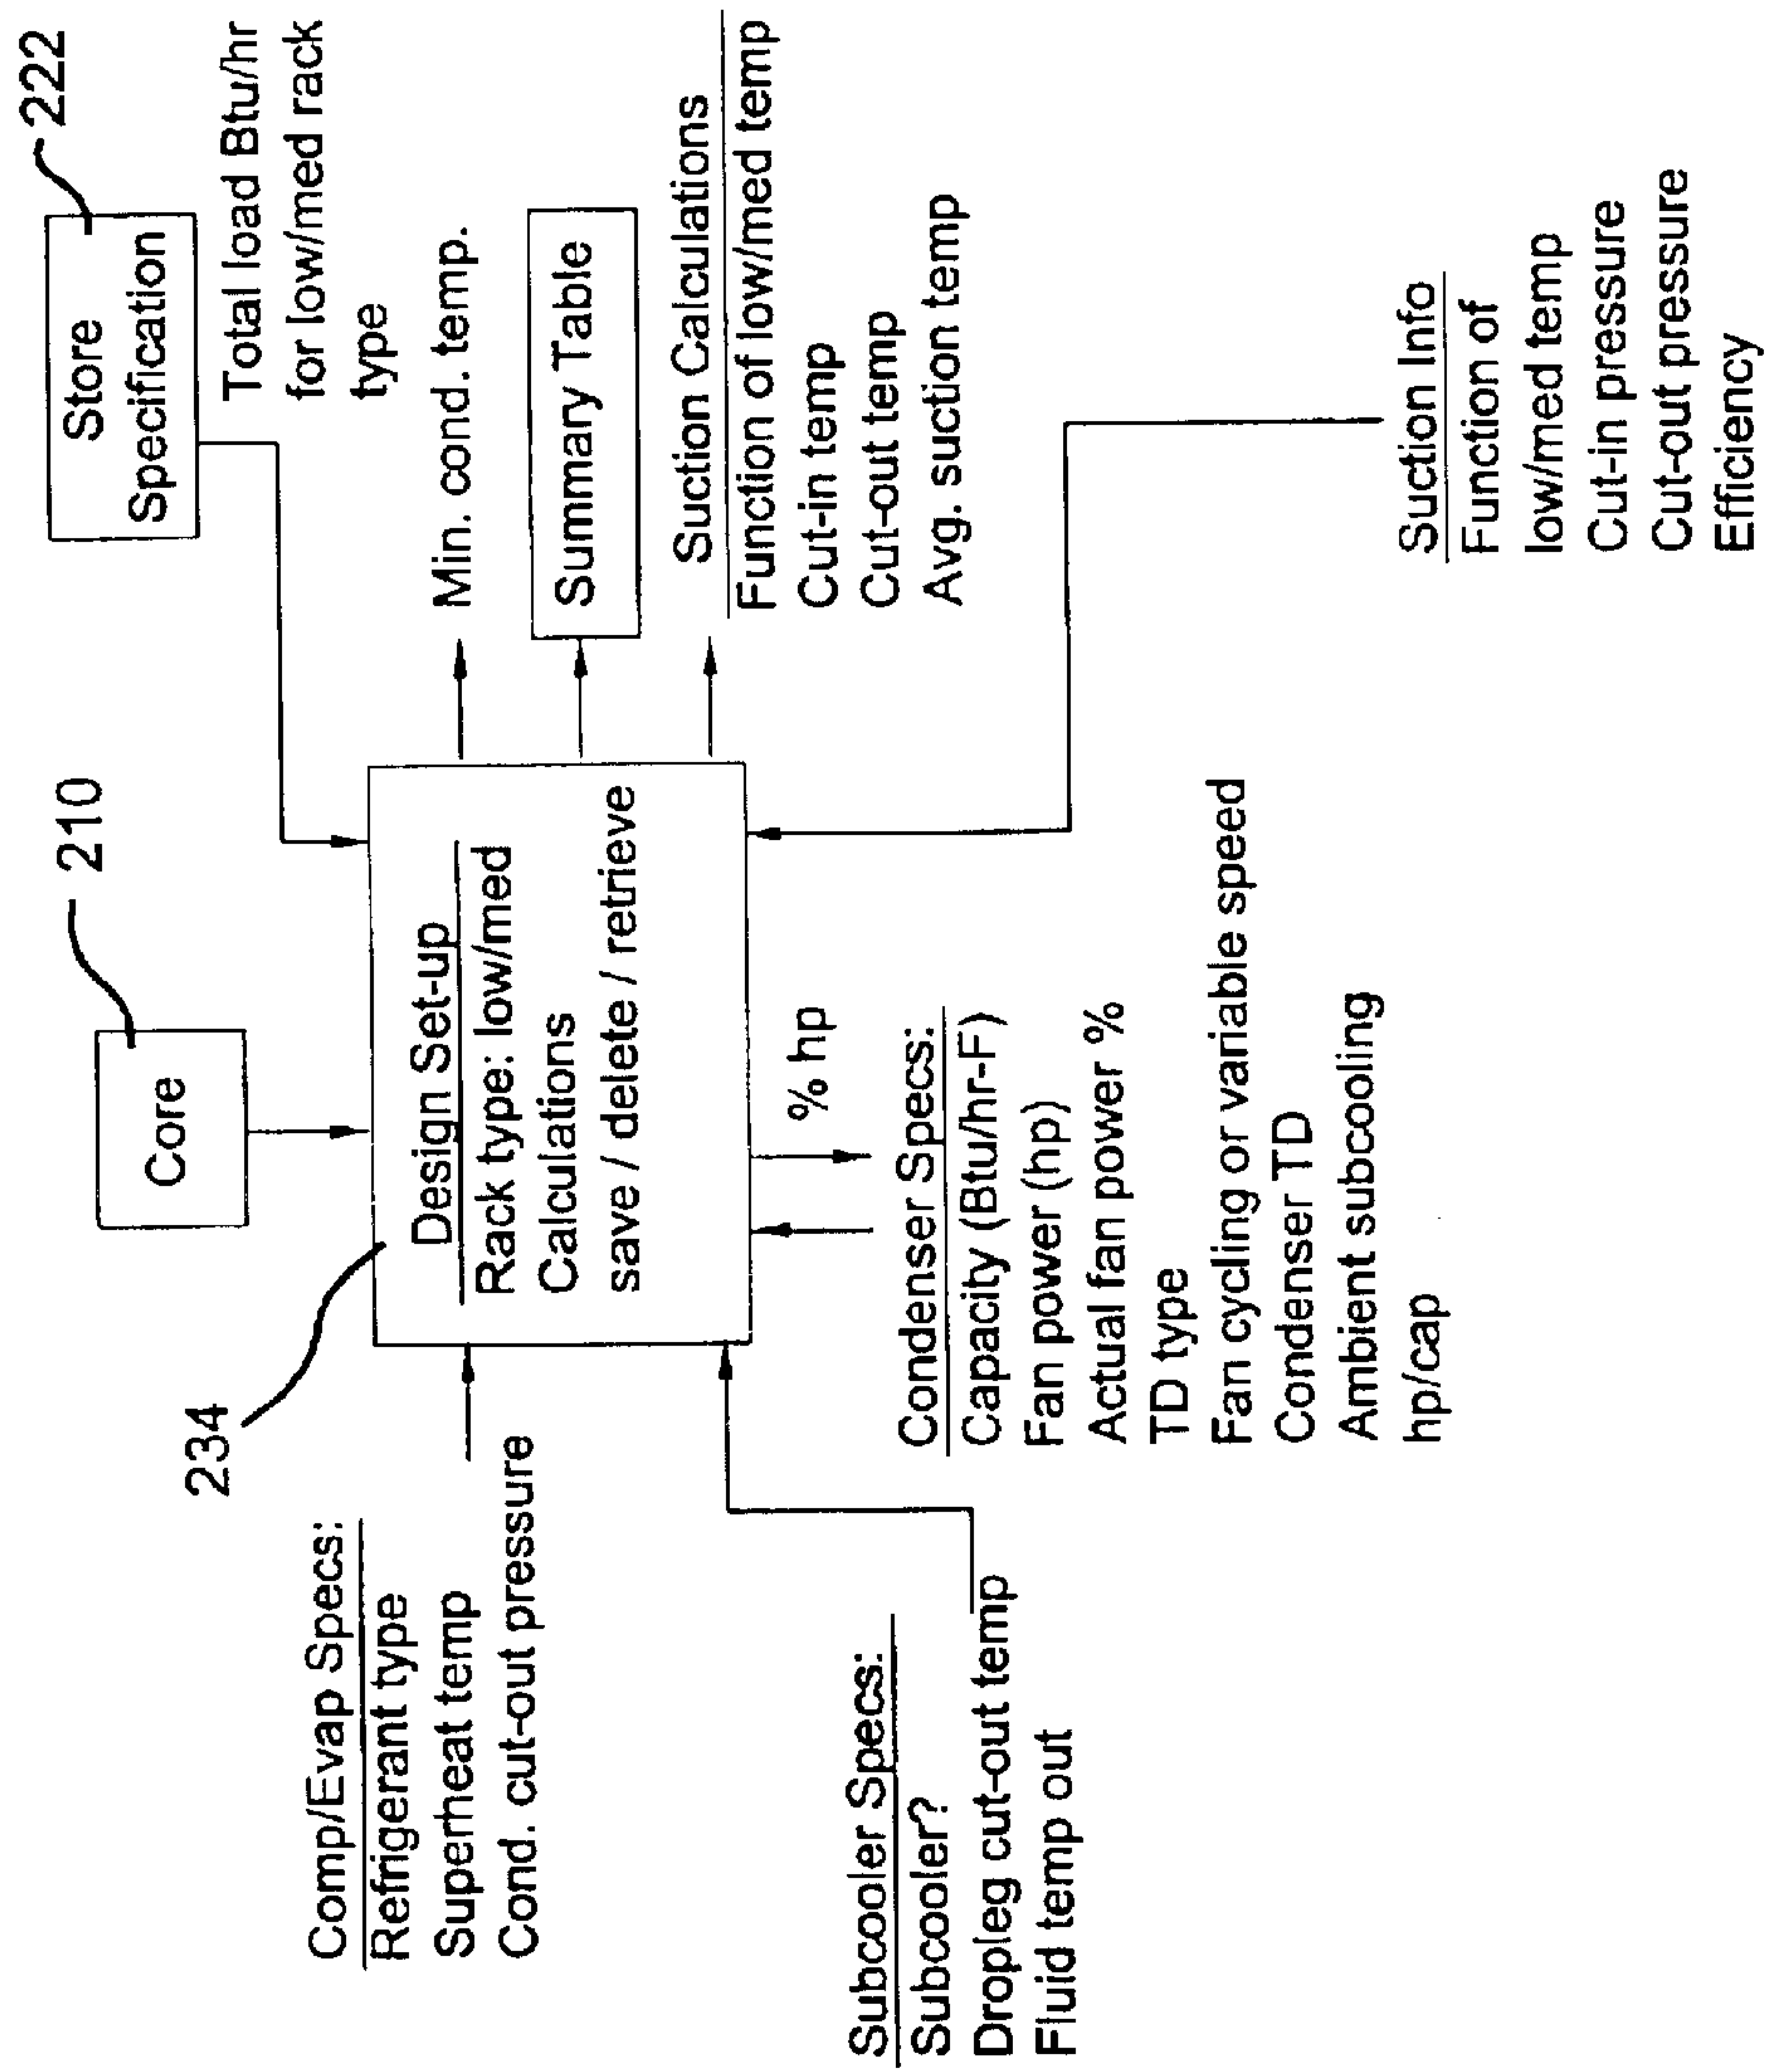 222
Store
Specification
Total load Btu/hr
for low/med rack
type
210
Core
234
Design Set-up
Rack type: low/med
Calculations
save / delete / retrieve
Comp/Evap Specs:
Refrigerant type
Superheat temp
Cond. cut-out pressure
Min. cond. temp.
Summary Table
Suction Calculations
Function of low/med temp
Cut-in temp
Cut-out temp
Avg. suction temp
Subcooler Specs:
Subcooler?
Dropleg cut-out temp
Fluid temp out
% hp
Condenser Specs:
Capacity (Btu/hr-F)
Fan power (hp)
Actual fan power %
TD type
Fan cycling or variable speed
Condenser TD
Ambient subcooling
hp/cap
Suction Info
Function of
low/med temp
Cut-in pressure
Cut-out pressure
Efficiency